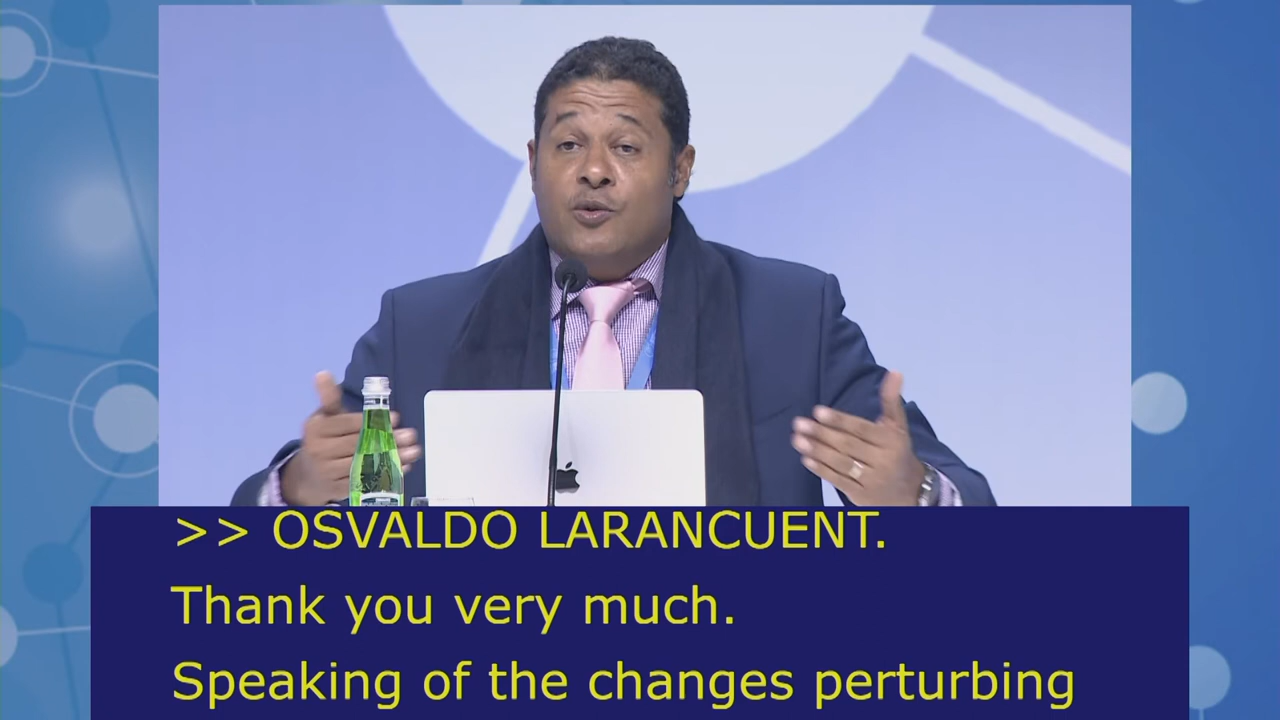 >> OSVALDO LARANCUENT.
Thank you very much.
Speaking of the changes perturbing